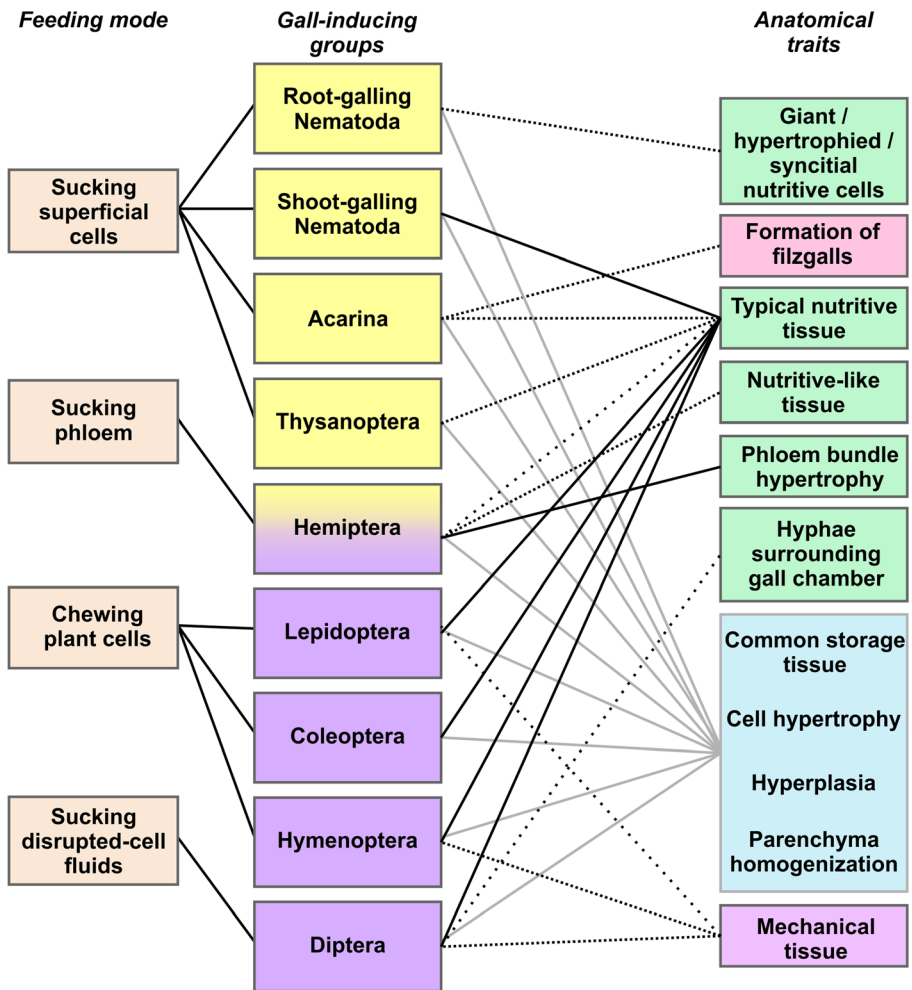 Feeding mode
Gall-inducing
groups
Anatomical
traits
Sucking
superficial
cells
Sucking
phloem
Chewing
plant cells
Sucking
disrupted-cell
fluids
Root-galling
Nematoda
Shoot-galling
Nematoda
Acarina
Thysanoptera
Hemiptera
Lepidoptera
Coleoptera
Hymenoptera
Diptera
Giant /
hypertrophied /
syncitial
nutritive cells
Formation of
filzgalls
Typical nutritive
tissue
Nutritive-like
tissue
Phloem bundle
hypertrophy
Hyphae
surrounding
gall chamber
Common storage
tissue
Cell hypertrophy
Hyperplasia
Parenchyma
homogenization
Mechanical
tissue